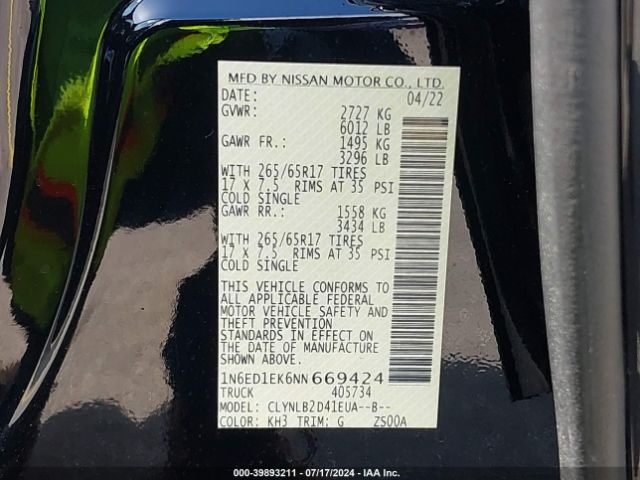 MFD BY NISSAN MOTOR CO., LTD.
DATE: 04/22
GVWR: 2727 KG
6012 LB
GAWR FR.: 1495 KG
3296 LB
WITH 265/65R17 TIRES
17 X 7.5 RIMS AT 35 PSI
COLD SINGLE
GAWR RR.: 1558 KG
3434 LB
WITH 265/65R17 TIRES
17 X 7.5 RIMS AT 35 PSI
COLD SINGLE
THIS VEHICLE CONFORMS TO
ALL APPLICABLE FEDERAL
MOTOR VEHICLE SAFETY AND
THEFT PREVENTION
STANDARDS IN EFFECT ON
THE DATE OF MANUFACTURE
SHOWN ABOVE.
1N6ED1EK6NN669424
TRUCK 405734
MODEL: CLYNLB2D41EUA--B--
COLOR: KH3 TRIM: G ZS00A
000-39893211 - 07/17/2024 - IAA Inc.